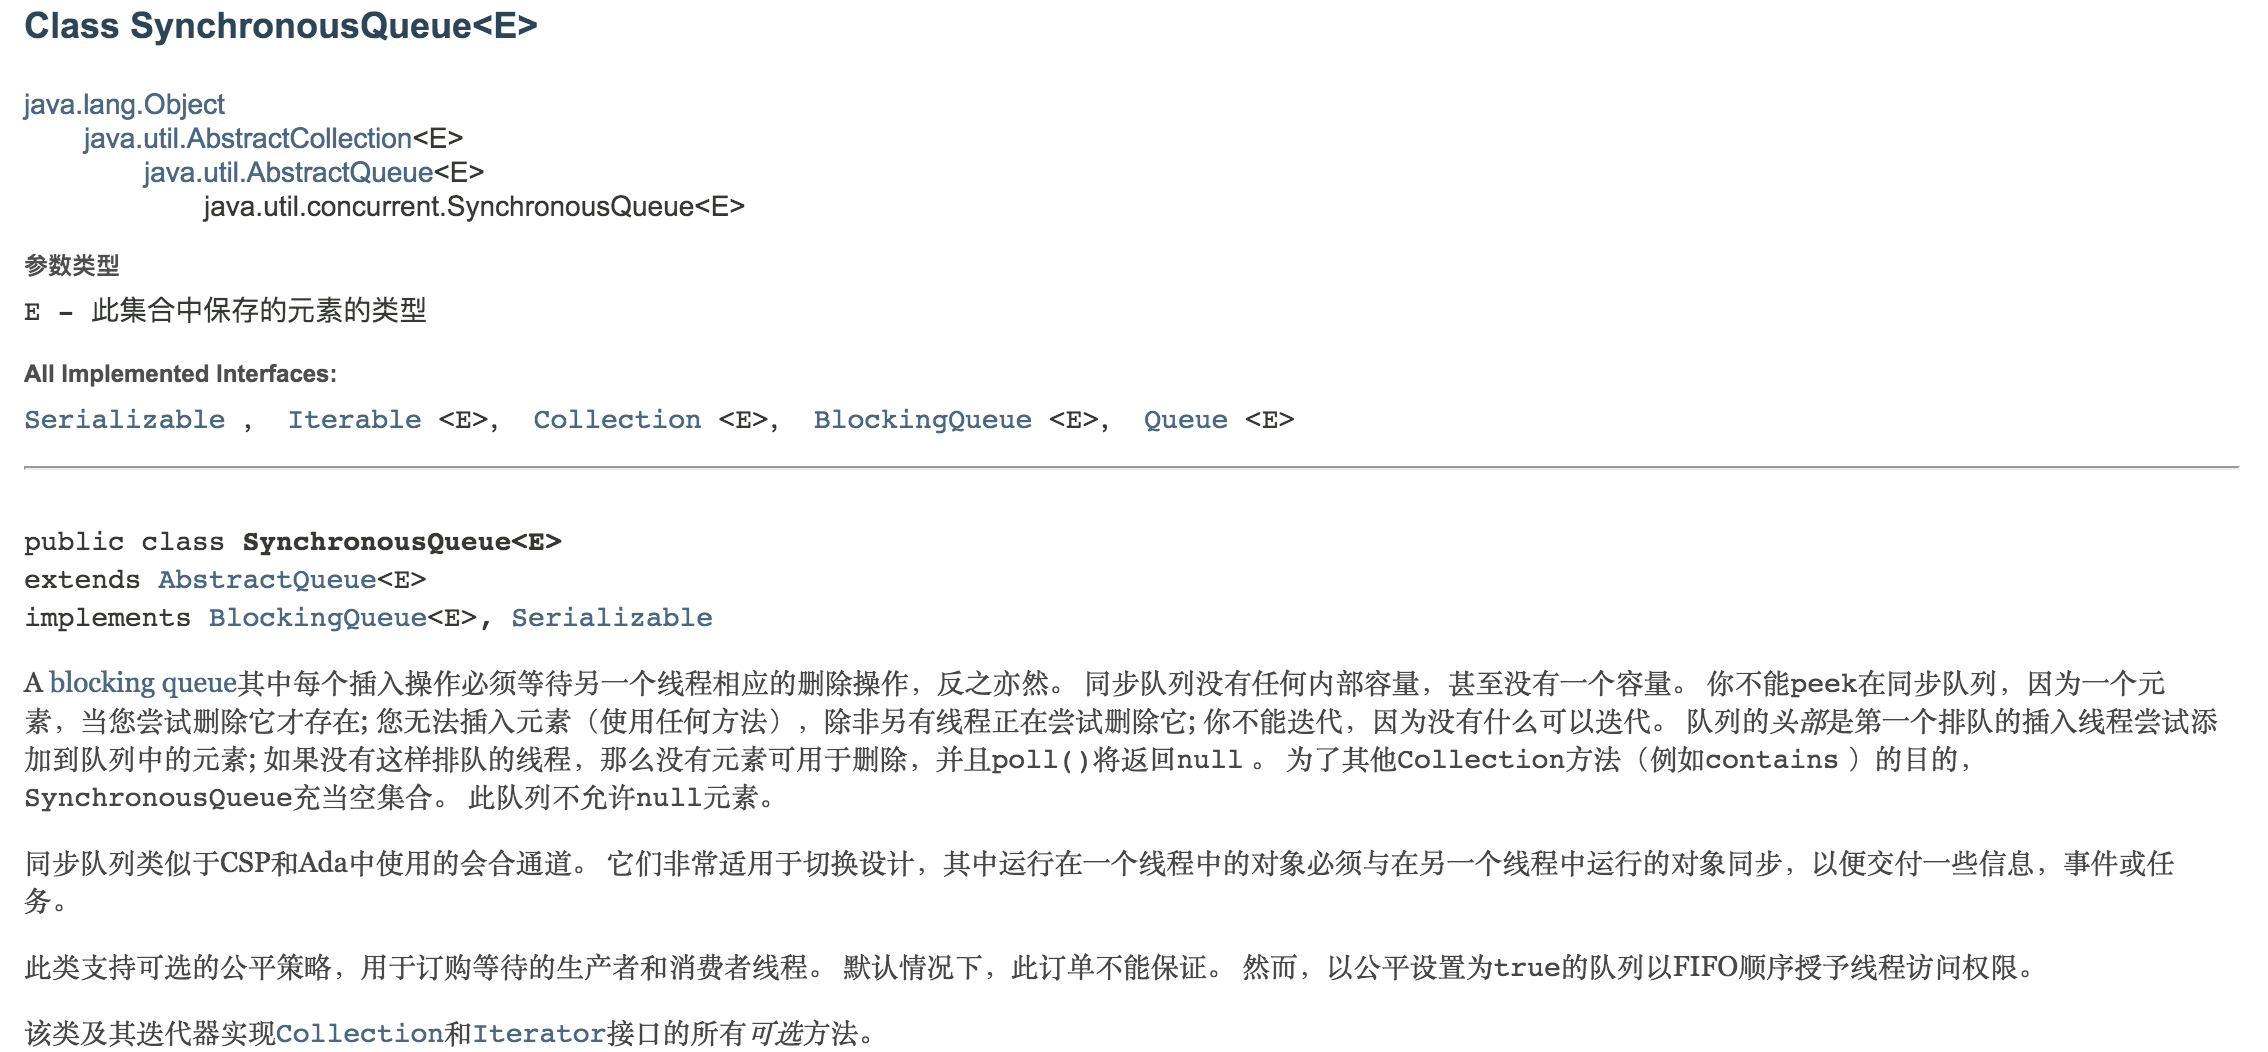 Class SynchronousQueue<E>
java.lang.Object
java.util.AbstractCollection<E>
java.util.AbstractQueue<E>
java.util.concurrent.SynchronousQueue<E>
参数类型
E – 此集合中保存的元素的类型
All Implemented Interfaces:
Serializable , Iterable <E>, Collection <E>, BlockingQueue <E>, Queue <E>
public class SynchronousQueue<E>
extends AbstractQueue<E>
implements BlockingQueue<E>, Serializable
A blocking queue其中每个插入操作必须等待另一个线程相应的删除操作，反之亦然。 同步队列没有任何内部容量，甚至没有一个容量。 你不能peek在同步队列，因为一个元
素，当您尝试删除它才存在; 您无法插入元素（使用任何方法），除非另有线程正在尝试删除它; 你不能迭代，因为没有什么可以迭代。 队列的头部是第一个排队的插入线程尝试添
加到队列中的元素; 如果没有这样排队的线程，那么没有元素可用于删除，并且poll()将返回null 。 为了其他Collection方法（例如contains ）的目的，
SynchronousQueue充当空集合。 此队列不允许null元素。
同步队列类似于CSP和Ada中使用的会合通道。 它们非常适用于切换设计，其中运行在一个线程中的对象必须与在另一个线程中运行的对象同步，以便交付一些信息，事件或任
务。
此类支持可选的公平策略，用于订购等待的生产者和消费者线程。 默认情况下，此订单不能保证。 然而，以公平设置为true的队列以FIFO顺序授予线程访问权限。
该类及其迭代器实现Collection和Iterator接口的所有可选方法。